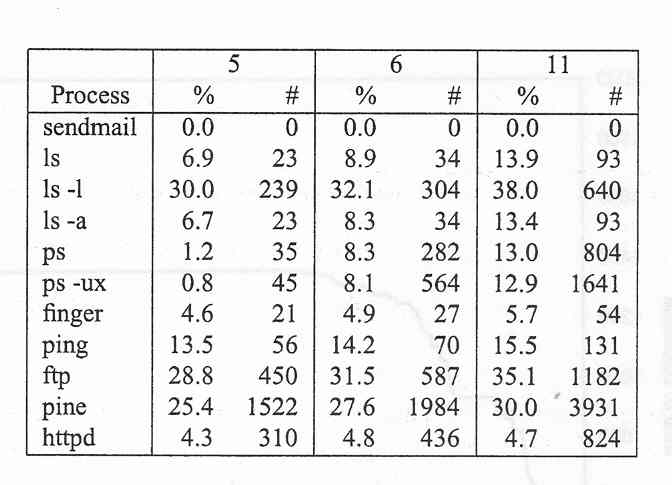 5 6 11
Process % # % # % #
sendmail 0.0 0 0.0 0 0.0 0
ls 6.9 23 8.9 34 13.9 93
ls -l 30.0 239 32.1 304 38.0 640
ls -a 6.7 23 8.3 34 13.4 93
ps 1.2 35 8.3 282 13.0 804
ps -ux 0.8 45 8.1 564 12.9 1641
finger 4.6 21 4.9 27 5.7 54
ping 13.5 56 14.2 70 15.5 131
ftp 28.8 450 31.5 587 35.1 1182
pine 25.4 1522 27.6 1984 30.0 3931
httpd 4.3 310 4.8 436 4.7 824